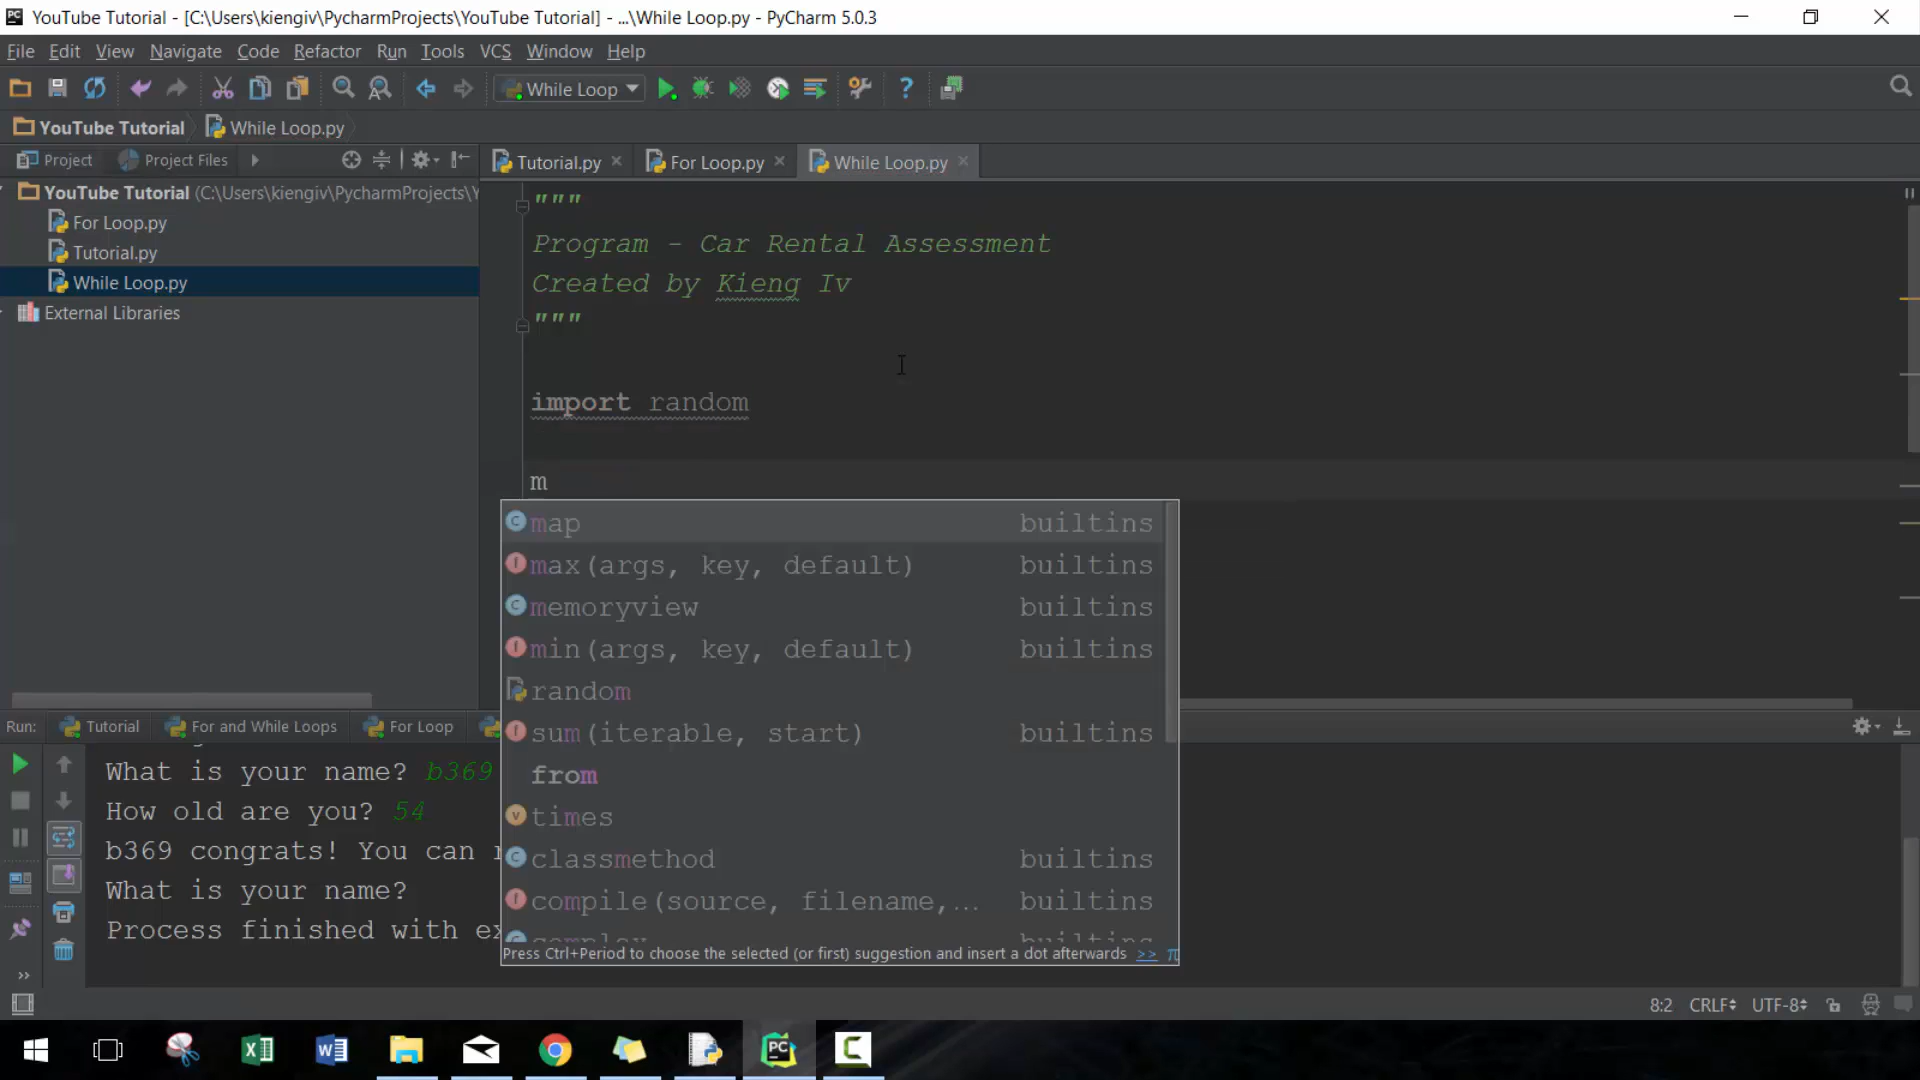 YouTube Tutorial - [C:\Users\kiengiv\PycharmProjects\YouTube Tutorial] - ...\While Loop.py - PyCharm 5.0.3
File Edit View Navigate Code Refactor Run Tools VCS Window Help
While Loop
YouTube Tutorial While Loop.py
Project Project Files
Tutorial.py For Loop.py While Loop.py
YouTube Tutorial (C:\Users\kiengiv\PycharmProjects\Y
For Loop.py
Tutorial.py
While Loop.py
External Libraries
"""
Program - Car Rental Assessment
Created by Kieng Iv
"""
import random
m
map builtins
max(args, key, default) builtins
memoryview builtins
min(args, key, default) builtins
random
sum(iterable, start) builtins
from
times
classmethod builtins
compile(source, filename,... builtins
Press Ctrl+Period to choose the selected (or first) suggestion and insert a dot afterwards >> π
Run: Tutorial For and While Loops For Loop
What is your name? b369
How old are you? 54
b369 congrats! You can
What is your name?
Process finished with ex
8:2 CRLF UTF-8